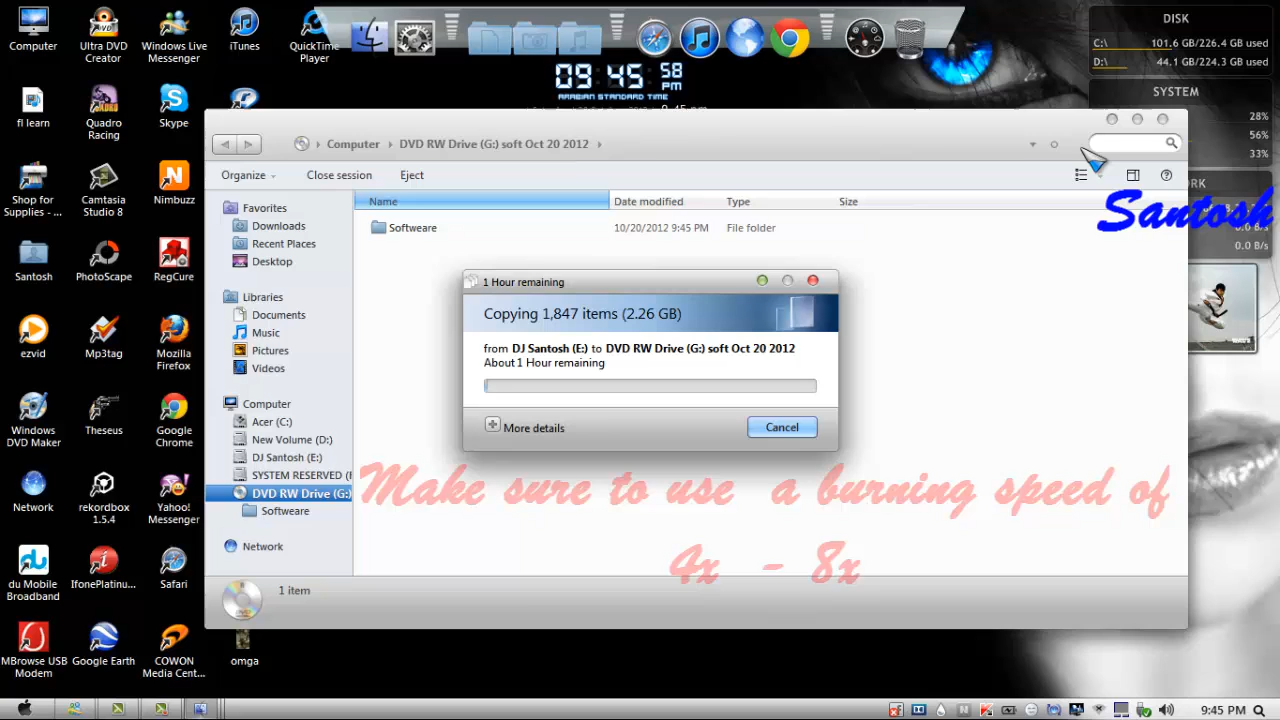 Computer
Ultra DVD Creator
Windows Live Messenger
iTunes
QuickTime Player
fl learn
Quadro Racing
Skype
Shop for Supplies - ...
Camtasia Studio 8
Nimbuzz
Santosh
PhotoScape
RegCure
ezvid
Mp3tag
Mozilla Firefox
Windows DVD Maker
Theseus
Google Chrome
Network
rekordbox 1.5.4
Yahoo! Messenger
du Mobile Broadband
IfonePlatinu...
Safari
MBrowse USB Modem
Google Earth
COWON Media Cent...
omga
09:45 58 PM
ARABIAN STANDARD TIME
DISK
C:\ 101.6 GB/226.4 GB used
D:\ 44.1 GB/224.3 GB used
SYSTEM
28%
56%
33%
0.0 B/s
Santosh
Computer DVD RW Drive (G:) soft Oct 20 2012
Organize Close session Eject
Name Date modified Type Size
Software 10/20/2012 9:45 PM File folder
Favorites
Downloads
Recent Places
Desktop
Libraries
Documents
Music
Pictures
Videos
Computer
Acer (C:)
New Volume (D:)
DJ Santosh (E:)
SYSTEM RESERVED (F
DVD RW Drive (G:)
Software
Network
1 Hour remaining
Copying 1,847 items (2.26 GB)
from DJ Santosh (E:) to DVD RW Drive (G:) soft Oct 20 2012
About 1 Hour remaining
More details
Cancel
Make sure to use a burning speed of
4x - 8x
1 item
9:45 PM